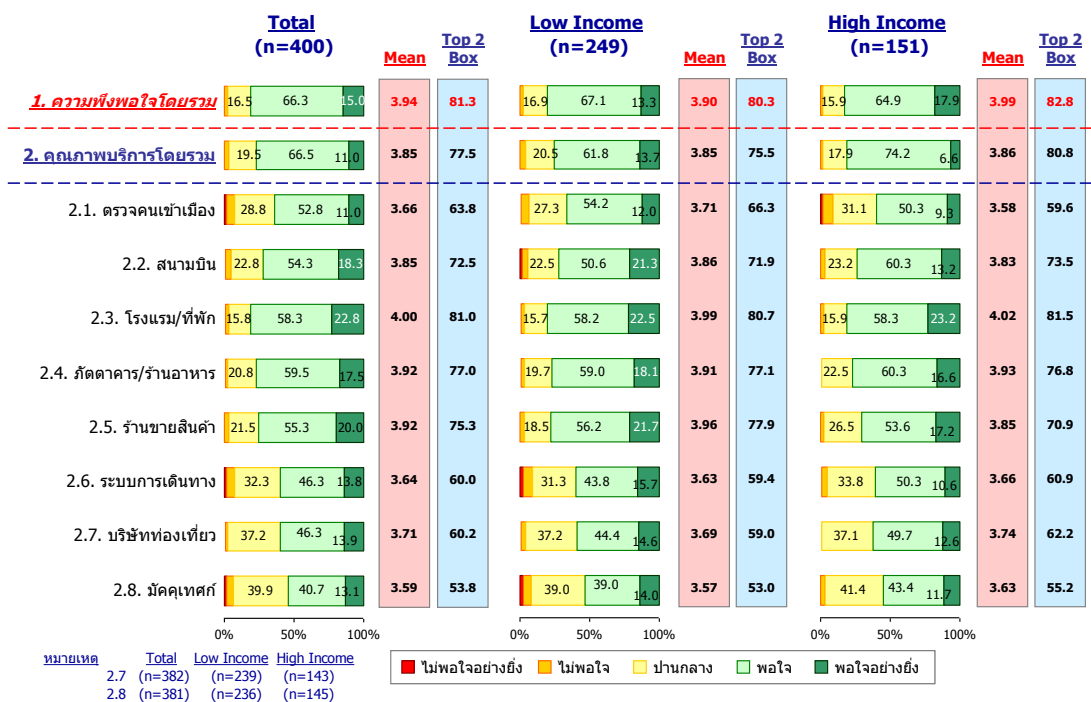 Total Low Income High Income
(n=400) Mean Top 2 Box (n=249) Mean Top 2 Box (n=151) Mean Top 2 Box
1. ความพึงพอใจโดยรวม 16.5 66.3 15.0 3.94 81.3 16.9 67.1 13.3 3.90 80.3 15.9 64.9 17.9 3.99 82.8
2. คุณภาพบริการโดยรวม 19.5 66.5 11.0 3.85 77.5 20.5 61.8 13.7 3.85 75.5 17.9 74.2 6.6 3.86 80.8
2.1. ตรวจคนเข้าเมือง 28.8 52.8 11.0 3.66 63.8 27.3 54.2 12.0 3.71 66.3 31.1 50.3 9.3 3.58 59.6
2.2. สนามบิน 22.8 54.3 18.3 3.85 72.5 22.5 50.6 21.3 3.86 71.9 23.2 60.3 13.2 3.83 73.5
2.3. โรงแรม/ที่พัก 15.8 58.3 22.8 4.00 81.0 15.7 58.2 22.5 3.99 80.7 15.9 58.3 23.2 4.02 81.5
2.4. ภัตตาคาร/ร้านอาหาร 20.8 59.5 17.5 3.92 77.0 19.7 59.0 18.1 3.91 77.1 22.5 60.3 16.6 3.93 76.8
2.5. ร้านขายสินค้า 21.5 55.3 20.0 3.92 75.3 18.5 56.2 21.7 3.96 77.9 26.5 53.6 17.2 3.85 70.9
2.6. ระบบการเดินทาง 32.3 46.3 13.8 3.64 60.0 31.3 43.8 15.7 3.63 59.4 33.8 50.3 10.6 3.66 60.9
2.7. บริษัทท่องเที่ยว 37.2 46.3 13.9 3.71 60.2 37.2 44.4 14.6 3.69 59.0 37.1 49.7 12.6 3.74 62.2
2.8. มัคคุเทศก์ 39.9 40.7 13.1 3.59 53.8 39.0 39.0 14.0 3.57 53.0 41.4 43.4 11.7 3.63 55.2
0% 50% 100% 0% 50% 100% 0% 50% 100%
หมายเหตุ Total Low Income High Income
2.7 (n=382) (n=239) (n=143)
2.8 (n=381) (n=236) (n=145)
ไม่พอใจอย่างยิ่ง ไม่พอใจ ปานกลาง พอใจ พอใจอย่างยิ่ง